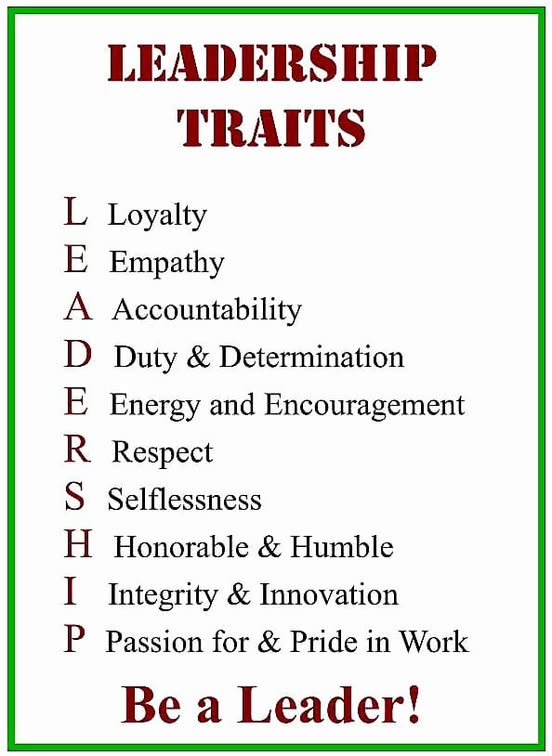 LEADERSHIP
TRAITS
L Loyalty
E Empathy
A Accountability
D Duty & Determination
E Energy and Encouragement
R Respect
S Selflessness
H Honorable & Humble
I Integrity & Innovation
P Passion for & Pride in Work
Be a Leader!